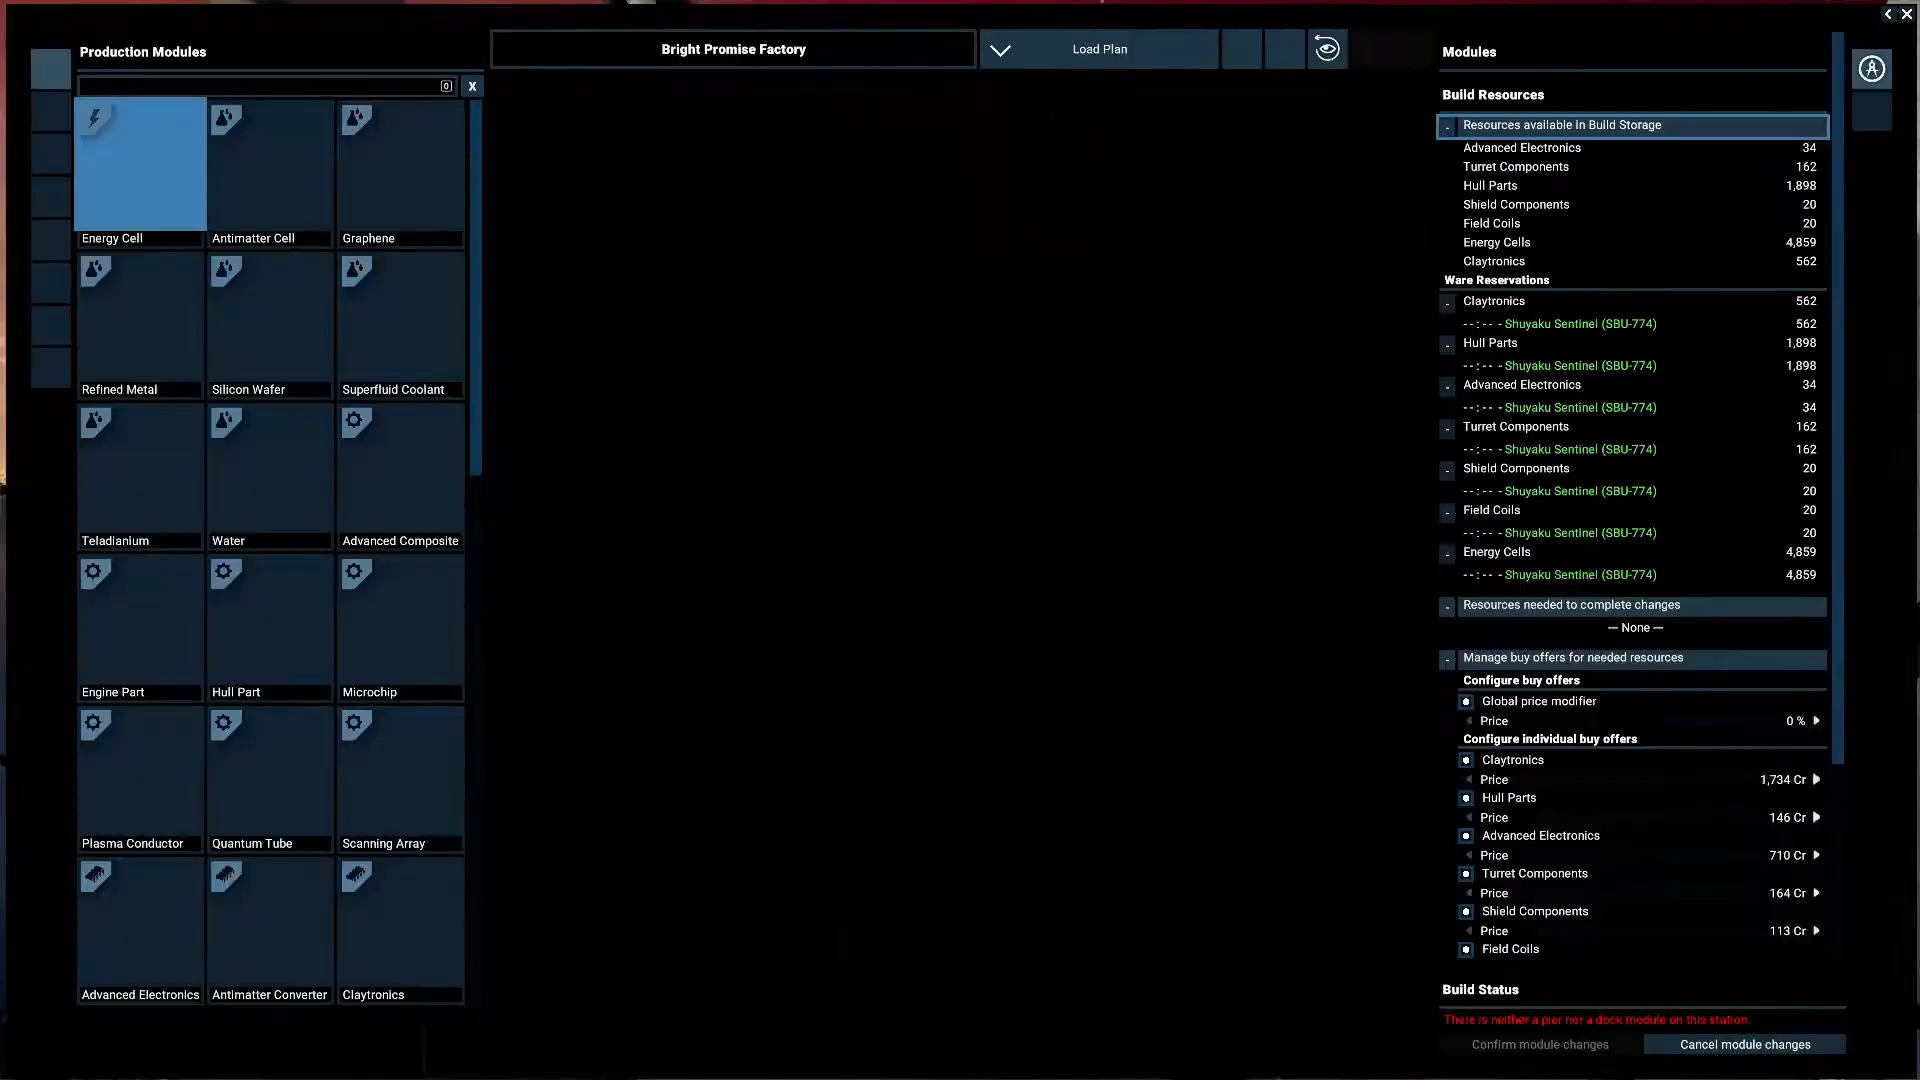 Production Modules
0
X
Energy Cell
Antimatter Cell
Graphene
Refined Metal
Silicon Wafer
Superfluid Coolant
Teladianium
Water
Advanced Composite
Engine Part
Hull Part
Microchip
Plasma Conductor
Quantum Tube
Scanning Array
Advanced Electronics
Antimatter Converter
Claytronics
Bright Promise Factory
Load Plan
Modules
Build Resources
- Resources available in Build Storage
Advanced Electronics 34
Turret Components 162
Hull Parts 1,898
Shield Components 20
Field Coils 20
Energy Cells 4,859
Claytronics 562
Ware Reservations
- Claytronics 562
--:-- - Shuyaku Sentinel (SBU-774) 562
- Hull Parts 1,898
--:-- - Shuyaku Sentinel (SBU-774) 1,898
- Advanced Electronics 34
--:-- - Shuyaku Sentinel (SBU-774) 34
- Turret Components 162
--:-- - Shuyaku Sentinel (SBU-774) 162
- Shield Components 20
--:-- - Shuyaku Sentinel (SBU-774) 20
- Field Coils 20
--:-- - Shuyaku Sentinel (SBU-774) 20
- Energy Cells 4,859
--:-- - Shuyaku Sentinel (SBU-774) 4,859
- Resources needed to complete changes
— None —
- Manage buy offers for needed resources
Configure buy offers
Global price modifier
Price 0 %
Configure individual buy offers
Claytronics
Price 1,734 Cr
Hull Parts
Price 146 Cr
Advanced Electronics
Price 710 Cr
Turret Components
Price 164 Cr
Shield Components
Price 113 Cr
Field Coils
Build Status
There is neither a pier nor a dock module on this station.
Confirm module changes
Cancel module changes